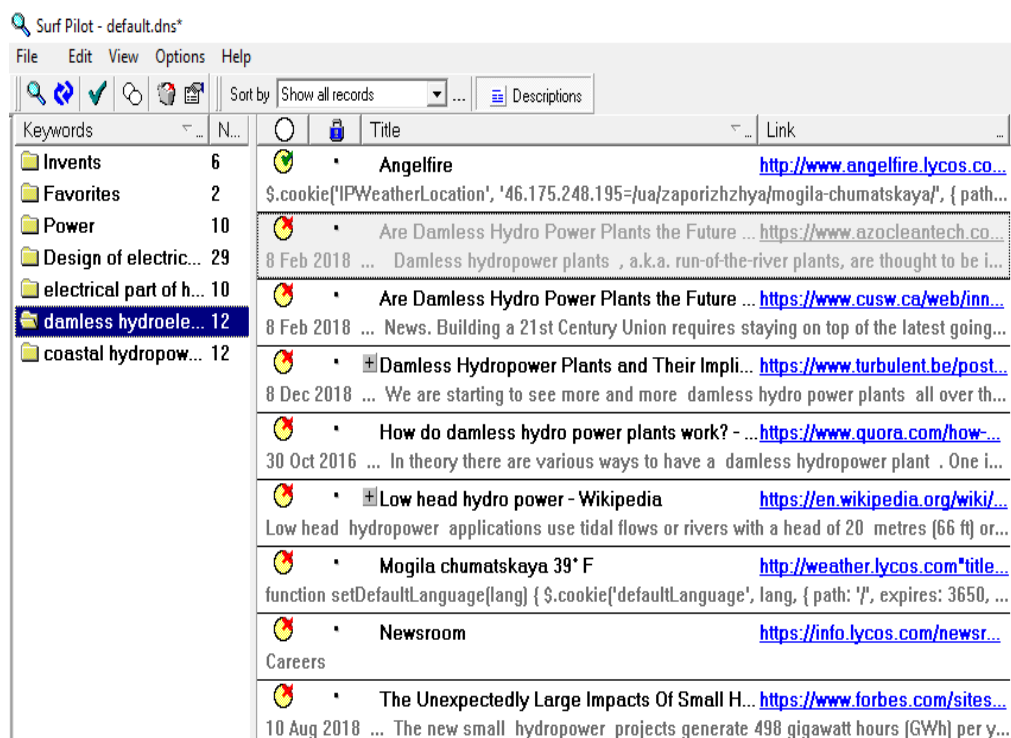 Surf Pilot - default.dns*
File Edit View Options Help
Sort by Show all records ... Descriptions
Keywords ... N...
Invents 6
Favorites 2
Power 10
Design of electric... 29
electrical part of h... 10
damless hydroele... 12
coastal hydropow... 12
Title ... Link ...
Angelfire http://www.angelfire.lycos.co...
$.cookie('IPWeatherLocation', '46.175.248.195=/ua/zaporizhzhya/mogila-chumatskaya/', { path...
Are Damless Hydro Power Plants the Future ... https://www.azocleantech.co...
8 Feb 2018 ... Damless hydropower plants , a.k.a. run-of-the-river plants, are thought to be i...
Are Damless Hydro Power Plants the Future ... https://www.cusw.ca/web/inn...
8 Feb 2018 ... News. Building a 21st Century Union requires staying on top of the latest going...
Damless Hydropower Plants and Their Impli... https://www.turbulent.be/post...
8 Dec 2018 ... We are starting to see more and more damless hydro power plants all over th...
How do damless hydro power plants work? - ... https://www.quora.com/how-...
30 Oct 2016 ... In theory there are various ways to have a damless hydropower plant . One i...
Low head hydro power - Wikipedia https://en.wikipedia.org/wiki/...
Low head hydropower applications use tidal flows or rivers with a head of 20 metres (66 ft) or...
Mogila chumatskaya 39° F http://weather.lycos.com"title...
function setDefaultLanguage(lang) { $.cookie('defaultLanguage', lang, { path: '/', expires: 3650, ...
Newsroom https://info.lycos.com/newsr...
Careers
The Unexpectedly Large Impacts Of Small H... https://www.forbes.com/sites...
10 Aug 2018 ... The new small hydropower projects generate 498 gigawatt hours (GWh) per y...